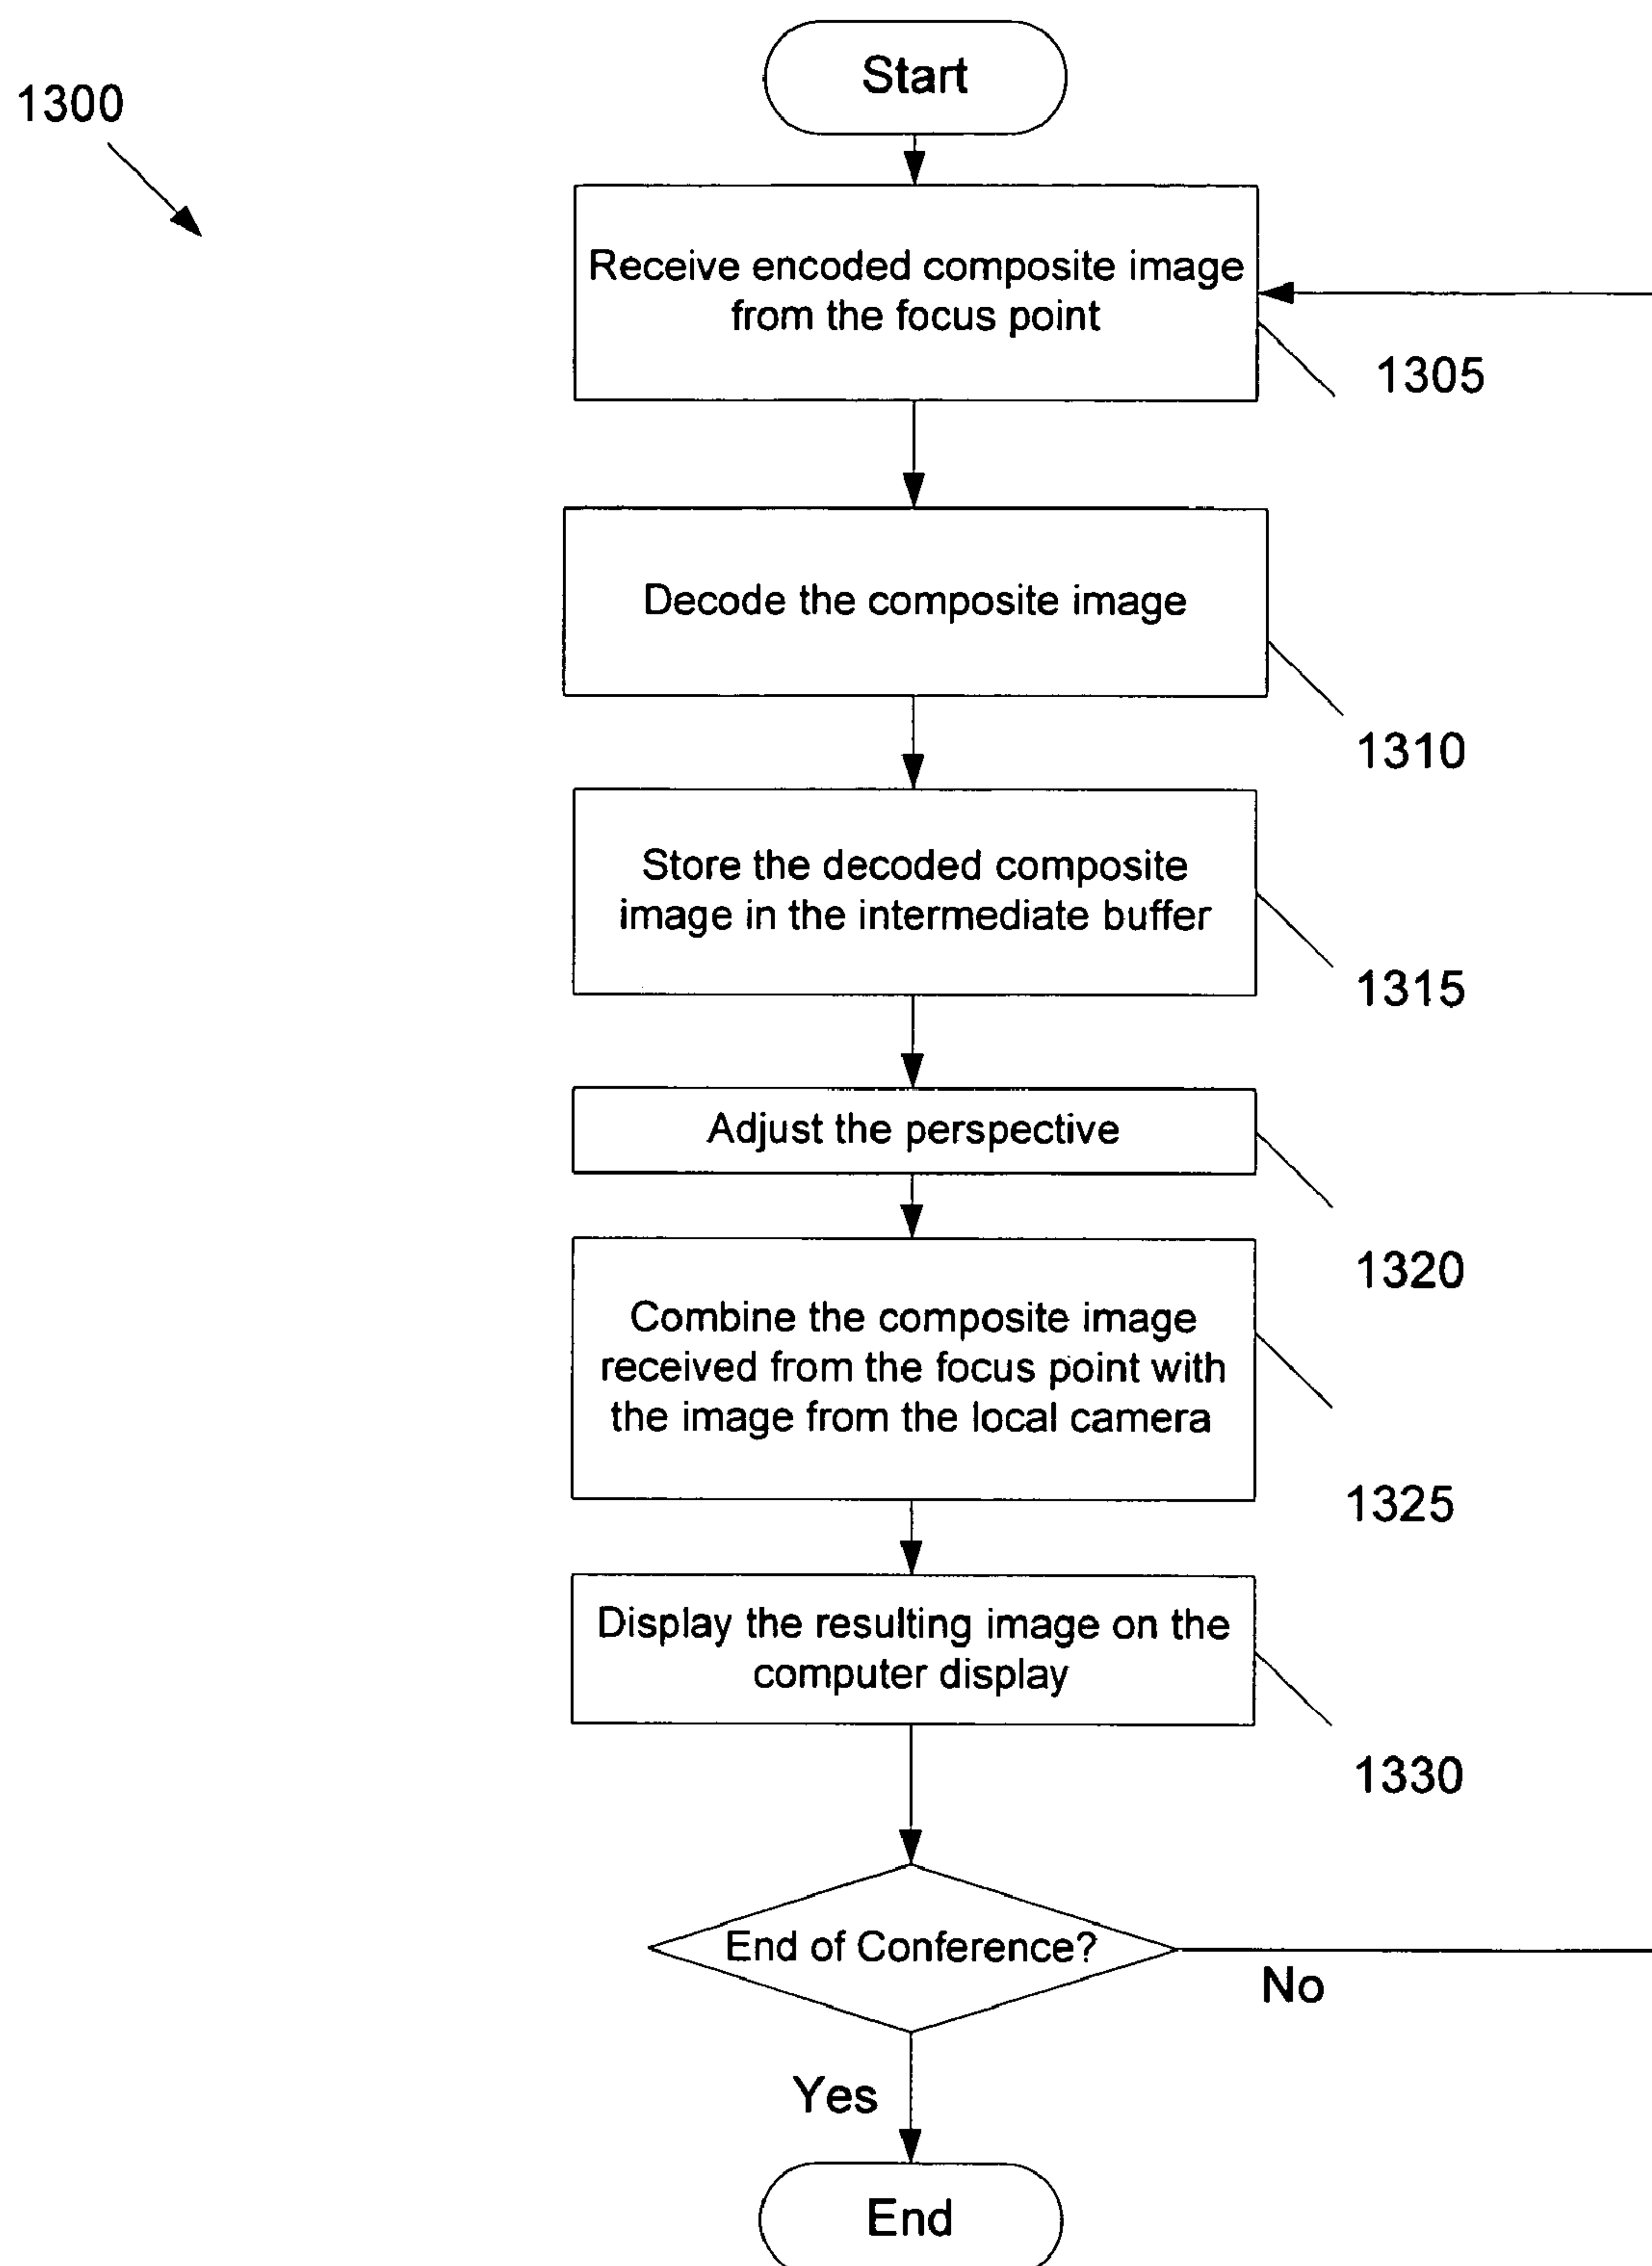 Start
1300
Receive encoded composite image
from the focus point
1305
Decode the composite image
1310
Store the decoded composite
image in the intermediate buffer
1315
Adjust the perspective
1320
Combine the composite image
received from the focus point with
the image from the local camera
1325
Display the resulting image on the
computer display
1330
End of Conference?
No
Yes
End